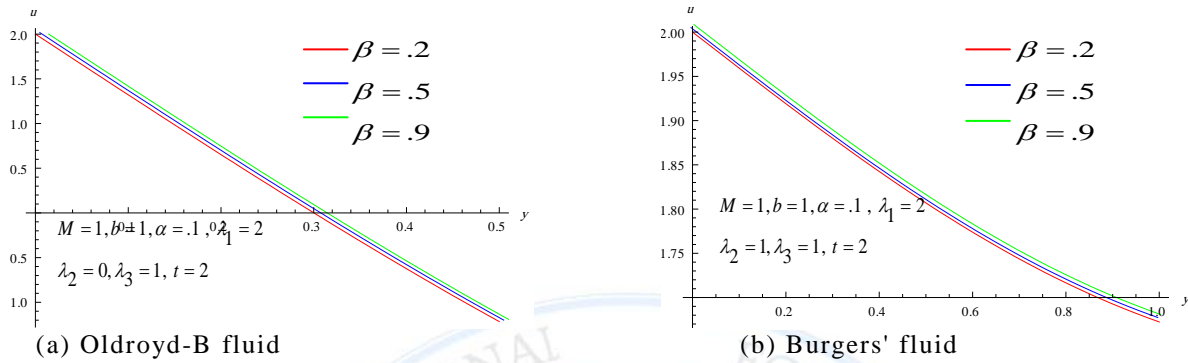 u
2.0
1.5
1.0
0.5
0.5
1.0
0.1
0.2
0.3
0.4
0.5
y
β = .2
β = .5
β = .9
M = 1, b = 1, α = .1 , λ1 = 2
λ2 = 0, λ3 = 1, t = 2
(a) Oldroyd-B fluid
u
2.00
1.95
1.90
1.85
1.80
1.75
0.2
0.4
0.6
0.8
1.0
y
β = .2
β = .5
β = .9
M = 1, b = 1, α = .1 , λ1 = 2
λ2 = 1, λ3 = 1, t = 2
(b) Burgers' fluid
NAL